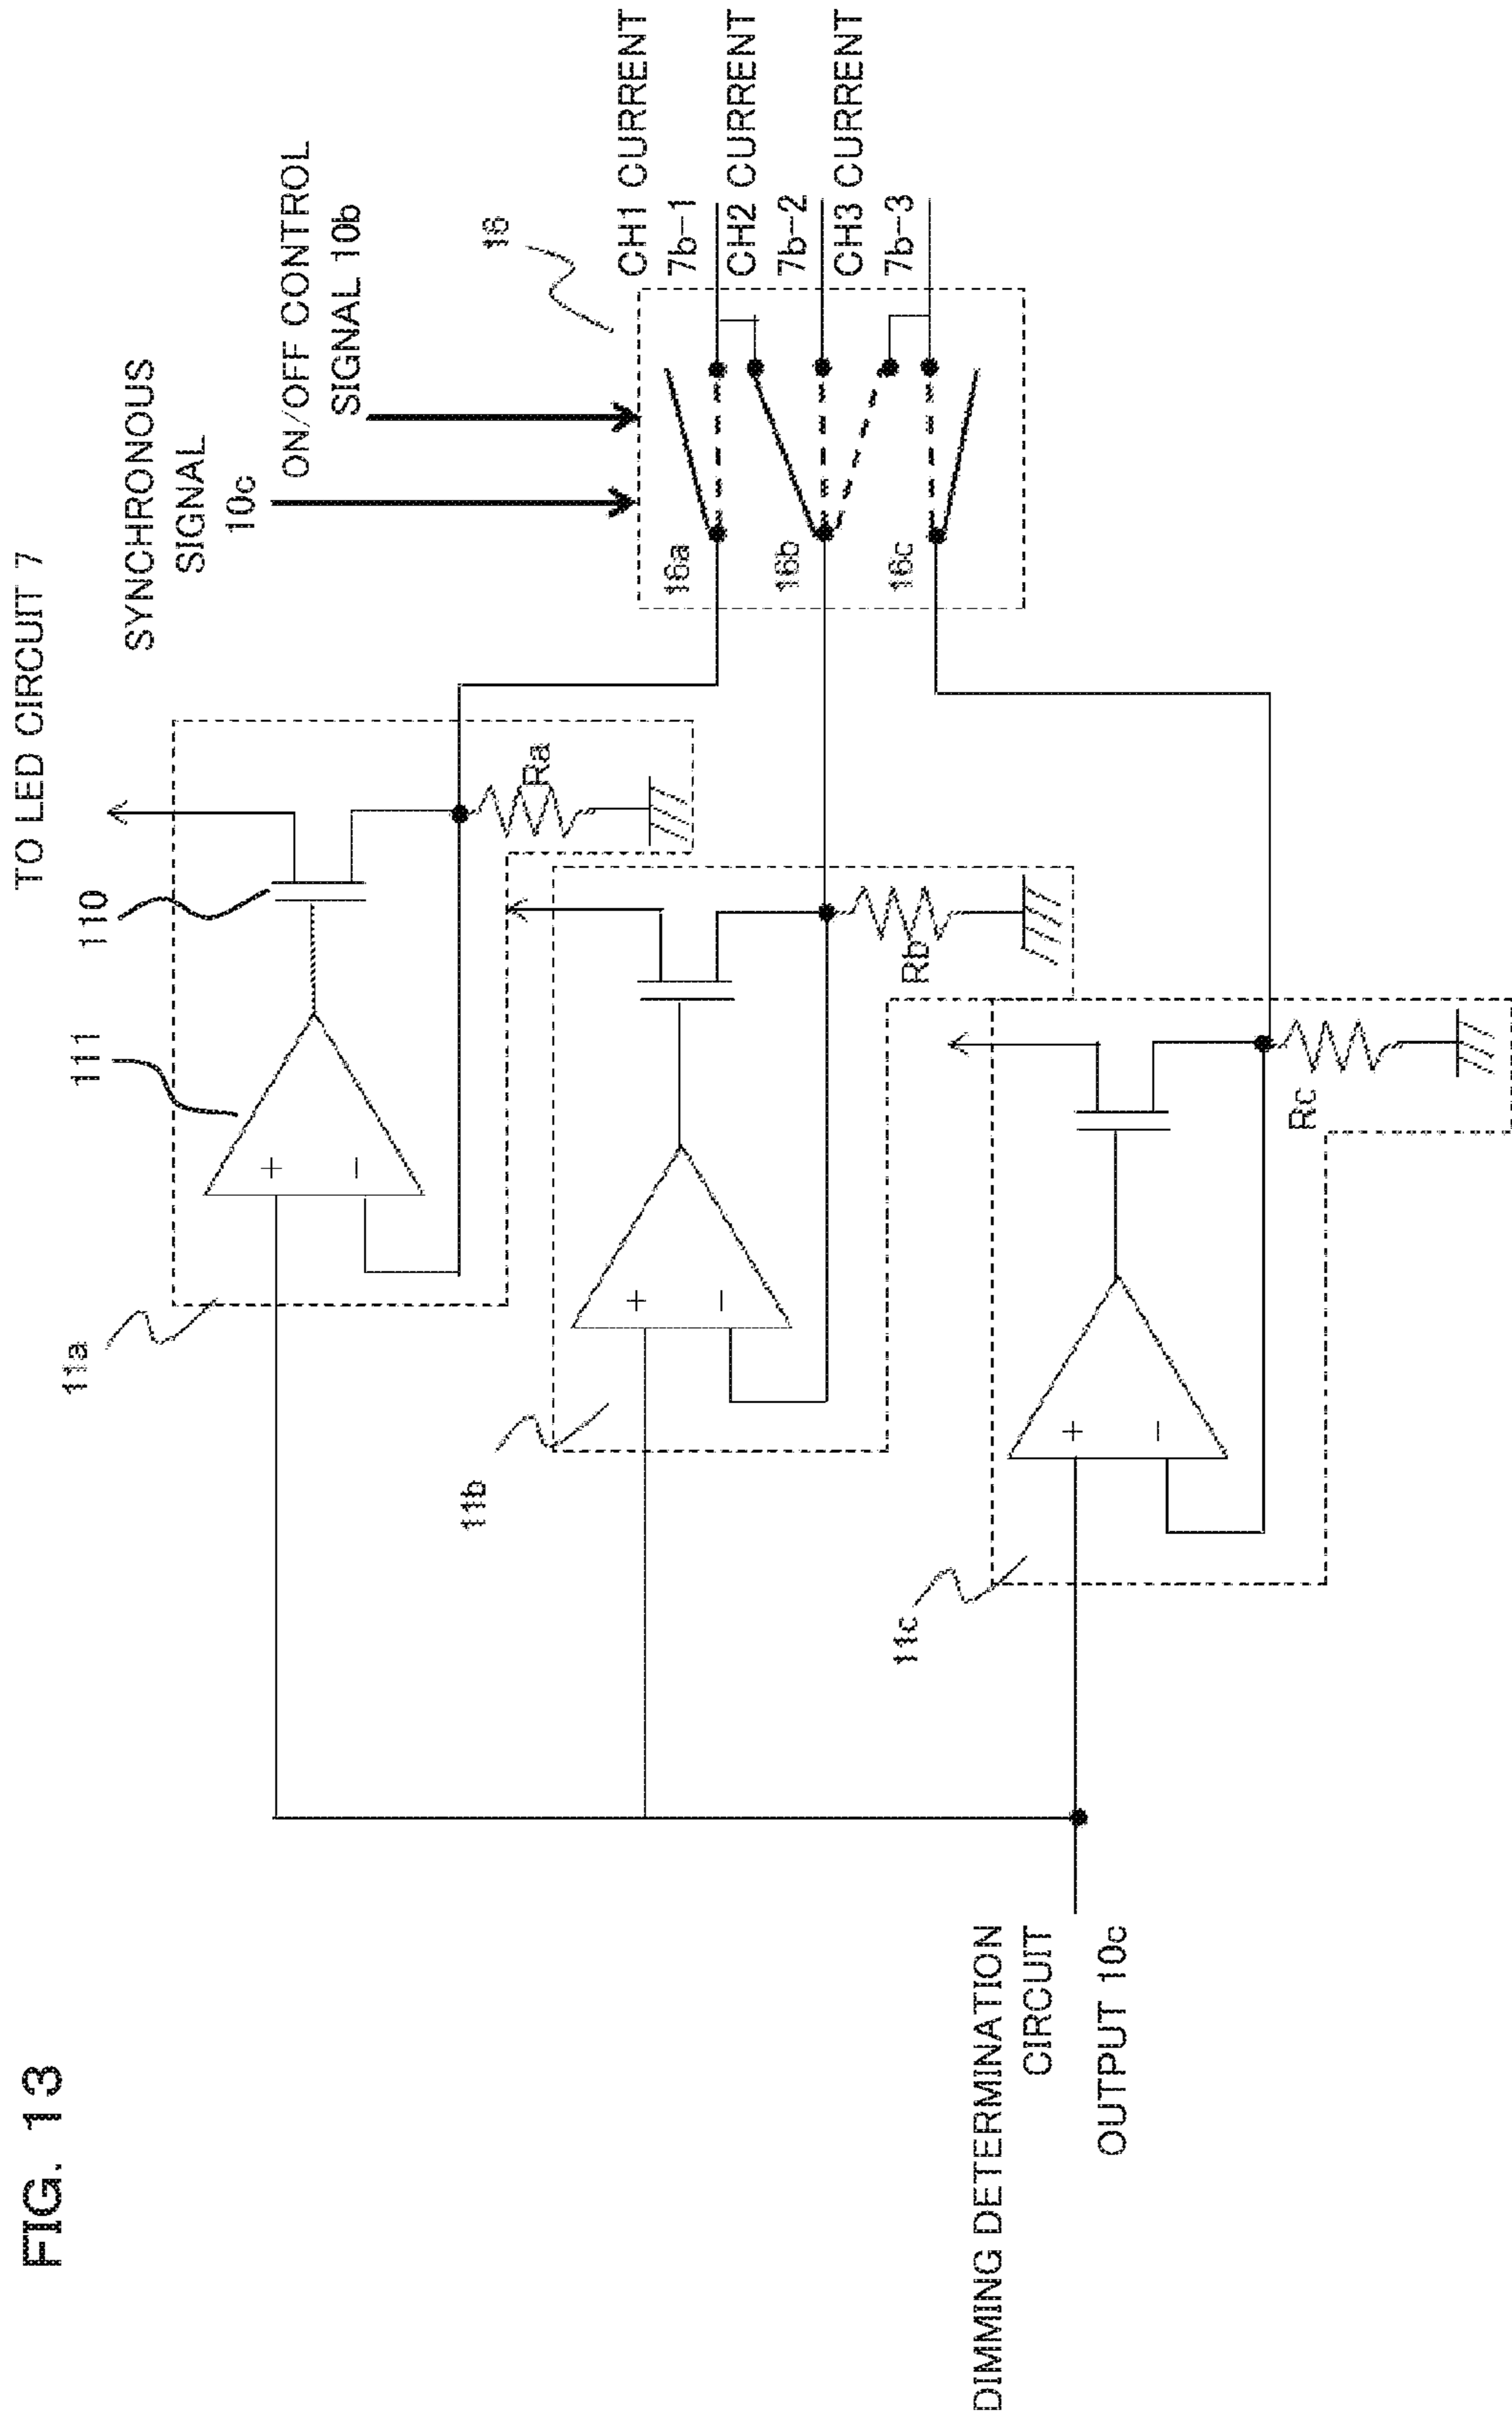 FIG. 13
TO LED CIRCUIT 7
SYNCHRONOUS
SIGNAL
10c
ON/OFF CONTROL
SIGNAL 10b
110
111
11a
+
−
Ra
11b
+
−
Rb
11c
+
−
Rc
16
16a
16b
16c
CH1 CURRENT
7b-1
CH2 CURRENT
7b-2
CH3 CURRENT
7b-3
DIMMING DETERMINATION
CIRCUIT
OUTPUT 10c